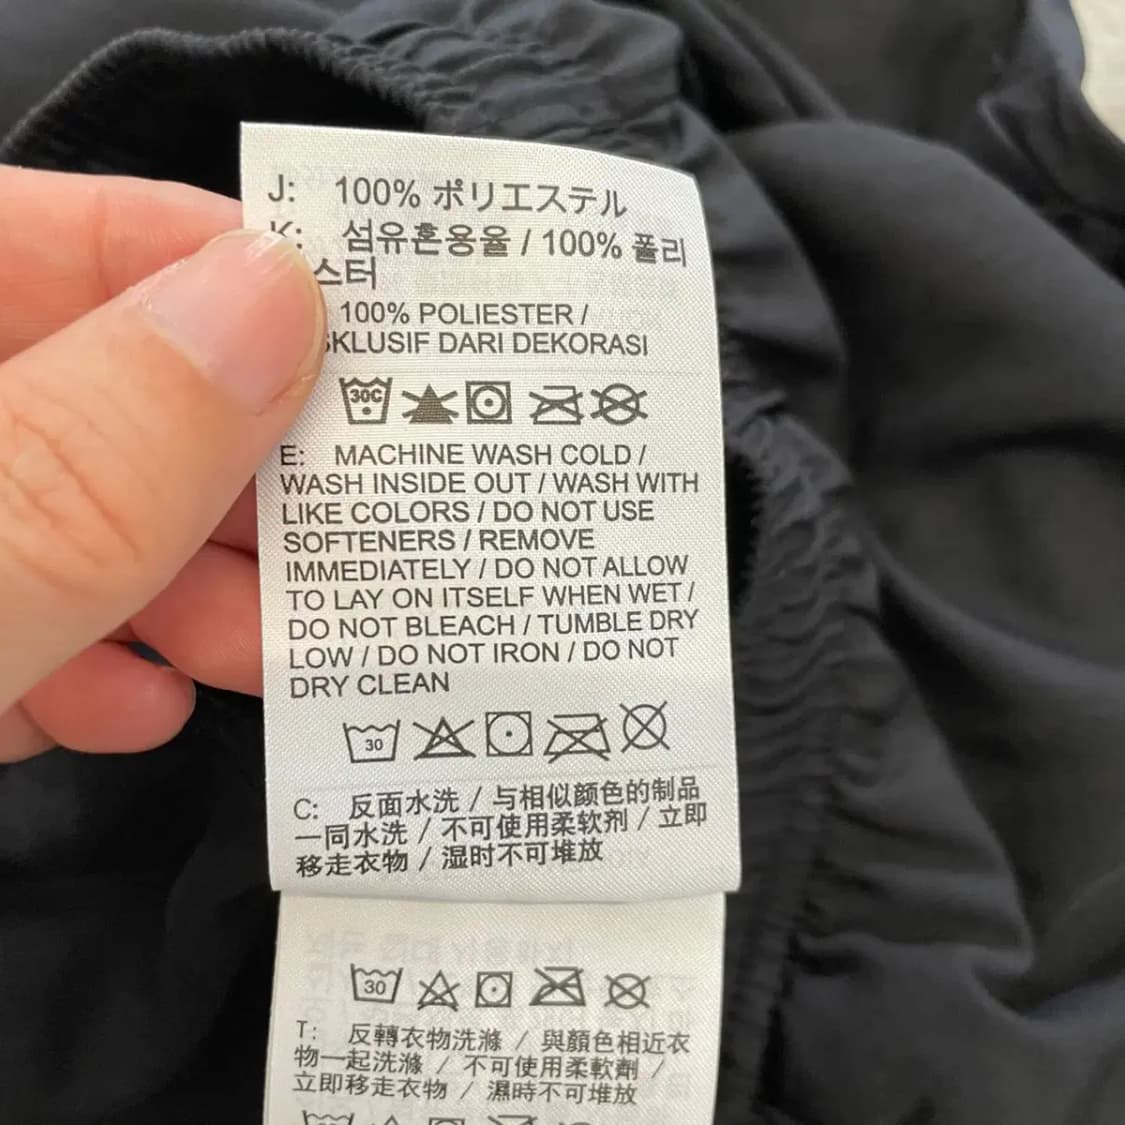 J: 100% ポリエステル
K: 섬유혼용율 / 100% 폴리
스터
100% POLIESTER /
SKLUSIF DARI DEKORASI
30C
E: MACHINE WASH COLD /
WASH INSIDE OUT / WASH WITH
LIKE COLORS / DO NOT USE
SOFTENERS / REMOVE
IMMEDIATELY / DO NOT ALLOW
TO LAY ON ITSELF WHEN WET /
DO NOT BLEACH / TUMBLE DRY
LOW / DO NOT IRON / DO NOT
DRY CLEAN
30
C: 反面水洗 / 与相似颜色的制品
一同水洗 / 不可使用柔软剂 / 立即
移走衣物 / 湿时不可堆放
30
T: 反轉衣物洗滌 / 與顏色相近衣
物一起洗滌 / 不可使用柔軟劑 /
立即移走衣物 / 濕時不可堆放